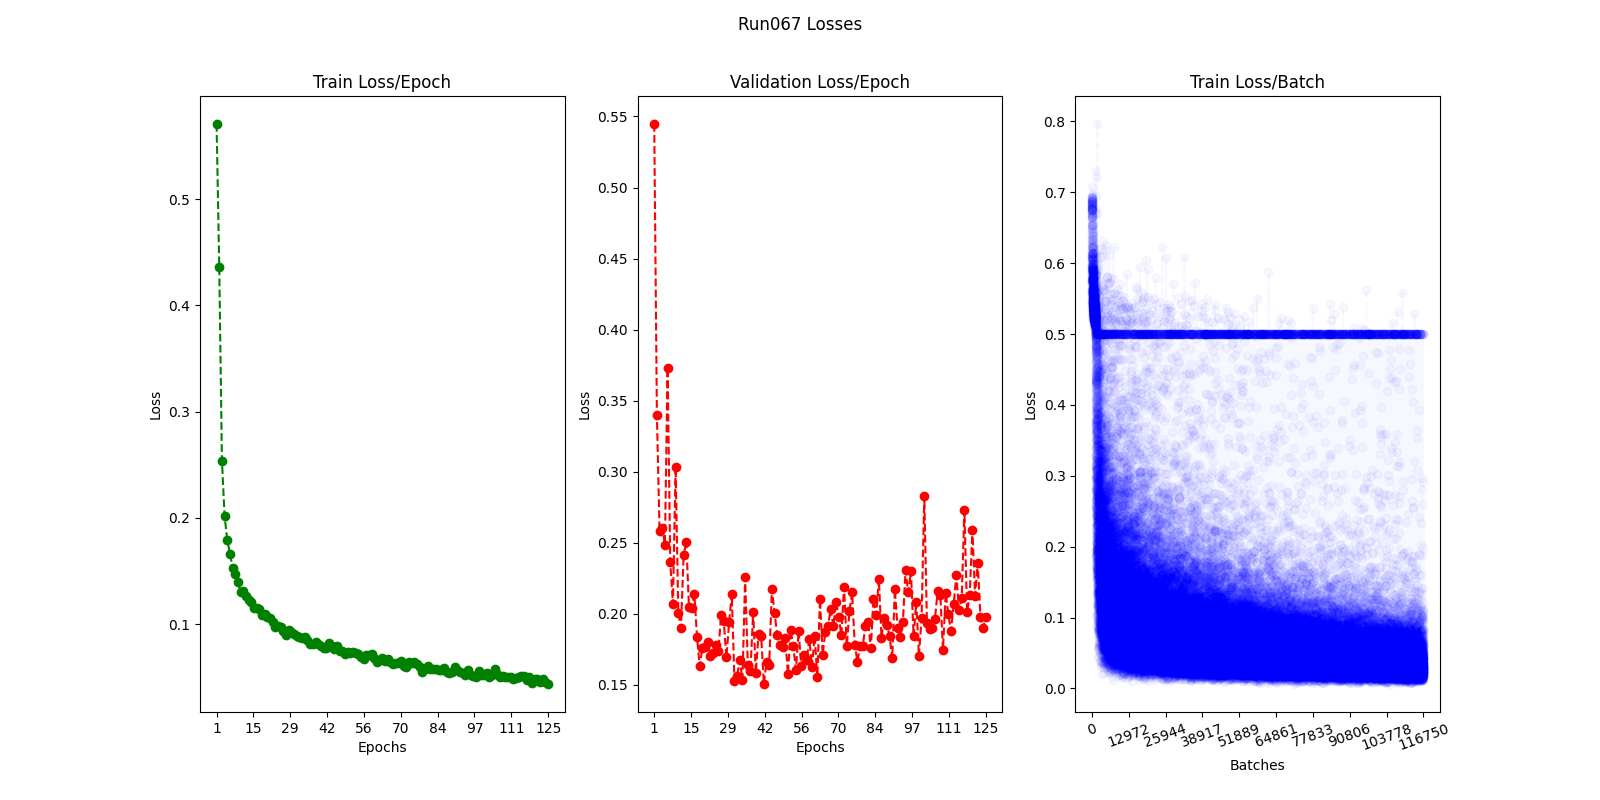 Run067 Losses
Train Loss/Epoch
Validation Loss/Epoch
Train Loss/Batch
Loss
0.5
0.4
0.3
0.2
0.1
1 15 29 42 56 70 84 97 111 125
Epochs
Loss
0.55
0.50
0.45
0.40
0.35
0.30
0.25
0.20
0.15
1 15 29 42 56 70 84 97 111 125
Epochs
Loss
0.8
0.7
0.6
0.5
0.4
0.3
0.2
0.1
0.0
0 12972 25944 38917 51889 64861 77833 90806 103778 116750
Batches